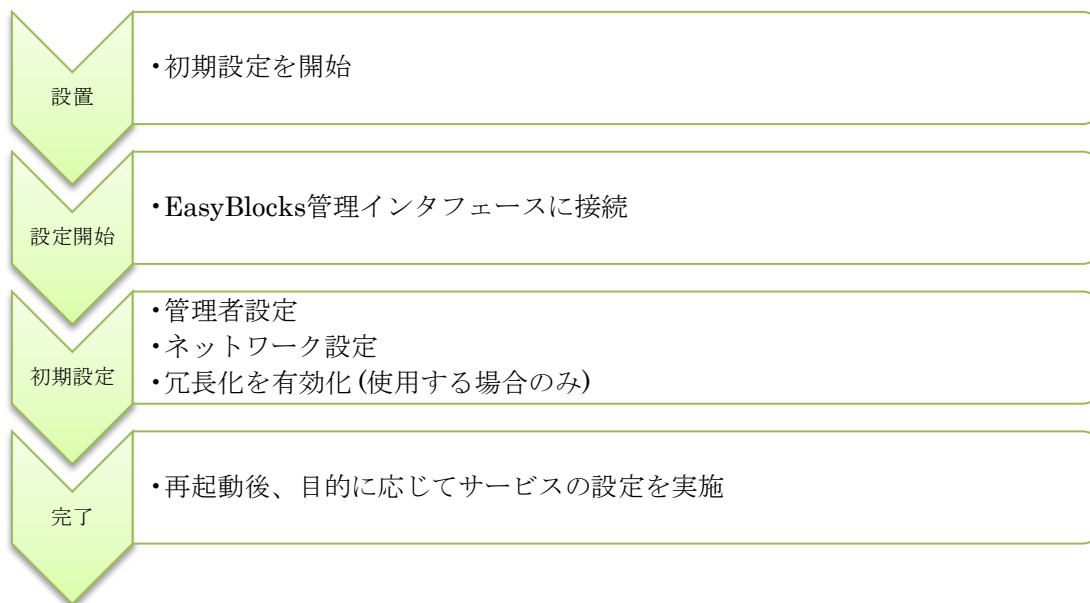 設置
・初期設定を開始
設定開始
・EasyBlocks管理インタフェースに接続
初期設定
・管理者設定
・ネットワーク設定
・冗長化を有効化 (使用する場合のみ)
完了
・再起動後、目的に応じてサービスの設定を実施